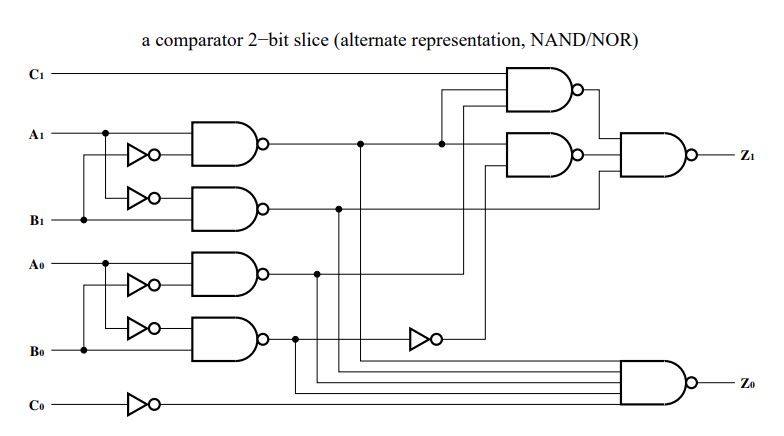 a comparator 2−bit slice (alternate representation, NAND/NOR)
C1
A1
Z1
B1
A0
B0
Z0
C0